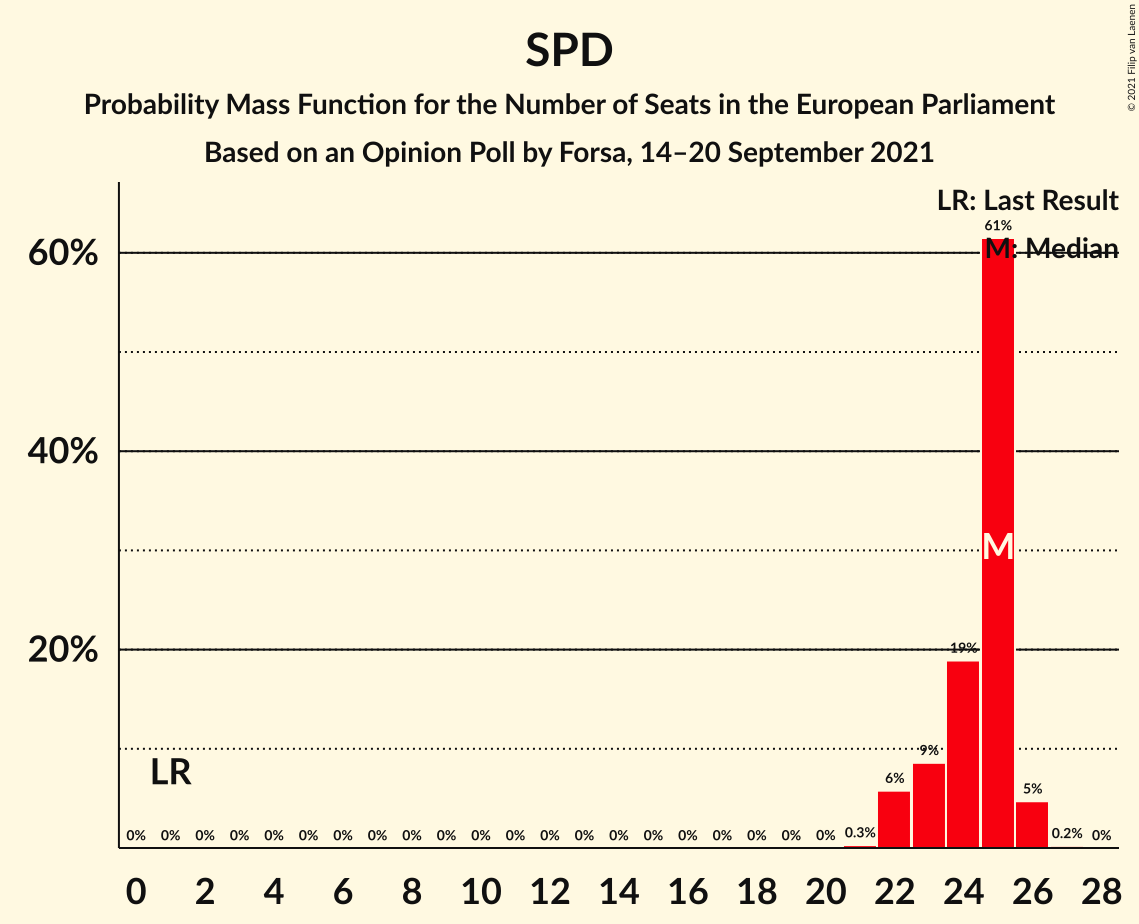 SPD
Probability Mass Function for the Number of Seats in the European Parliament
Based on an Opinion Poll by Forsa, 14–20 September 2021
© 2021 Filip van Laenen
LR: Last Result
M: Median
61%
60%
40%
M
20%
19%
9%
LR
6%
5%
0% 0% 0% 0% 0% 0% 0% 0% 0% 0% 0% 0% 0% 0% 0% 0% 0% 0% 0% 0% 0% 0.3% 0.2% 0%
0 2 4 6 8 10 12 14 16 18 20 22 24 26 28